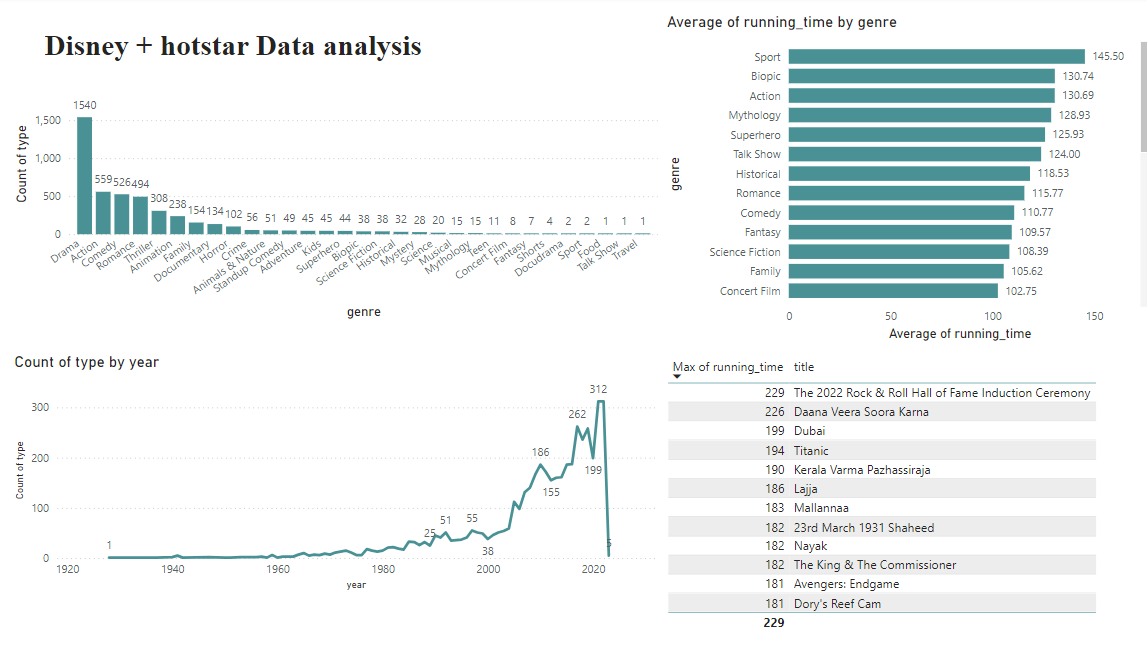 Disney + hotstar Data analysis
Count of type
1,500
1,000
500
0
1540
559
526
494
308
238
154
134
102
56
51
49
45
45
44
38
38
32
28
20
15
15
11
8
7
4
2
2
1
1
1
Drama
Action
Comedy
Romance
Thriller
Animation
Family
Documentary
Horror
Crime
Animals & Nature
Standup Comedy
Adventure
Kids
Superhero
Biopic
Science Fiction
Historical
Mystery
Science
Musical
Mythology
Teen
Concert Film
Fantasy
Shorts
Docudrama
Sport
Food
Talk Show
Travel
genre
Average of running_time by genre
genre
Sport 145.50
Biopic 130.74
Action 130.69
Mythology 128.93
Superhero 125.93
Talk Show 124.00
Historical 118.53
Romance 115.77
Comedy 110.77
Fantasy 109.57
Science Fiction 108.39
Family 105.62
Concert Film 102.75
0 50 100 150
Average of running_time
Count of type by year
Count of type
300
200
100
0
1
25
51
55
38
186
155
262
199
312
5
1920 1940 1960 1980 2000 2020
year
Max of running_time title
229 The 2022 Rock & Roll Hall of Fame Induction Ceremony
226 Daana Veera Soora Karna
199 Dubai
194 Titanic
190 Kerala Varma Pazhassiraja
186 Lajja
183 Mallannaa
182 23rd March 1931 Shaheed
182 Nayak
182 The King & The Commissioner
181 Avengers: Endgame
181 Dory's Reef Cam
229